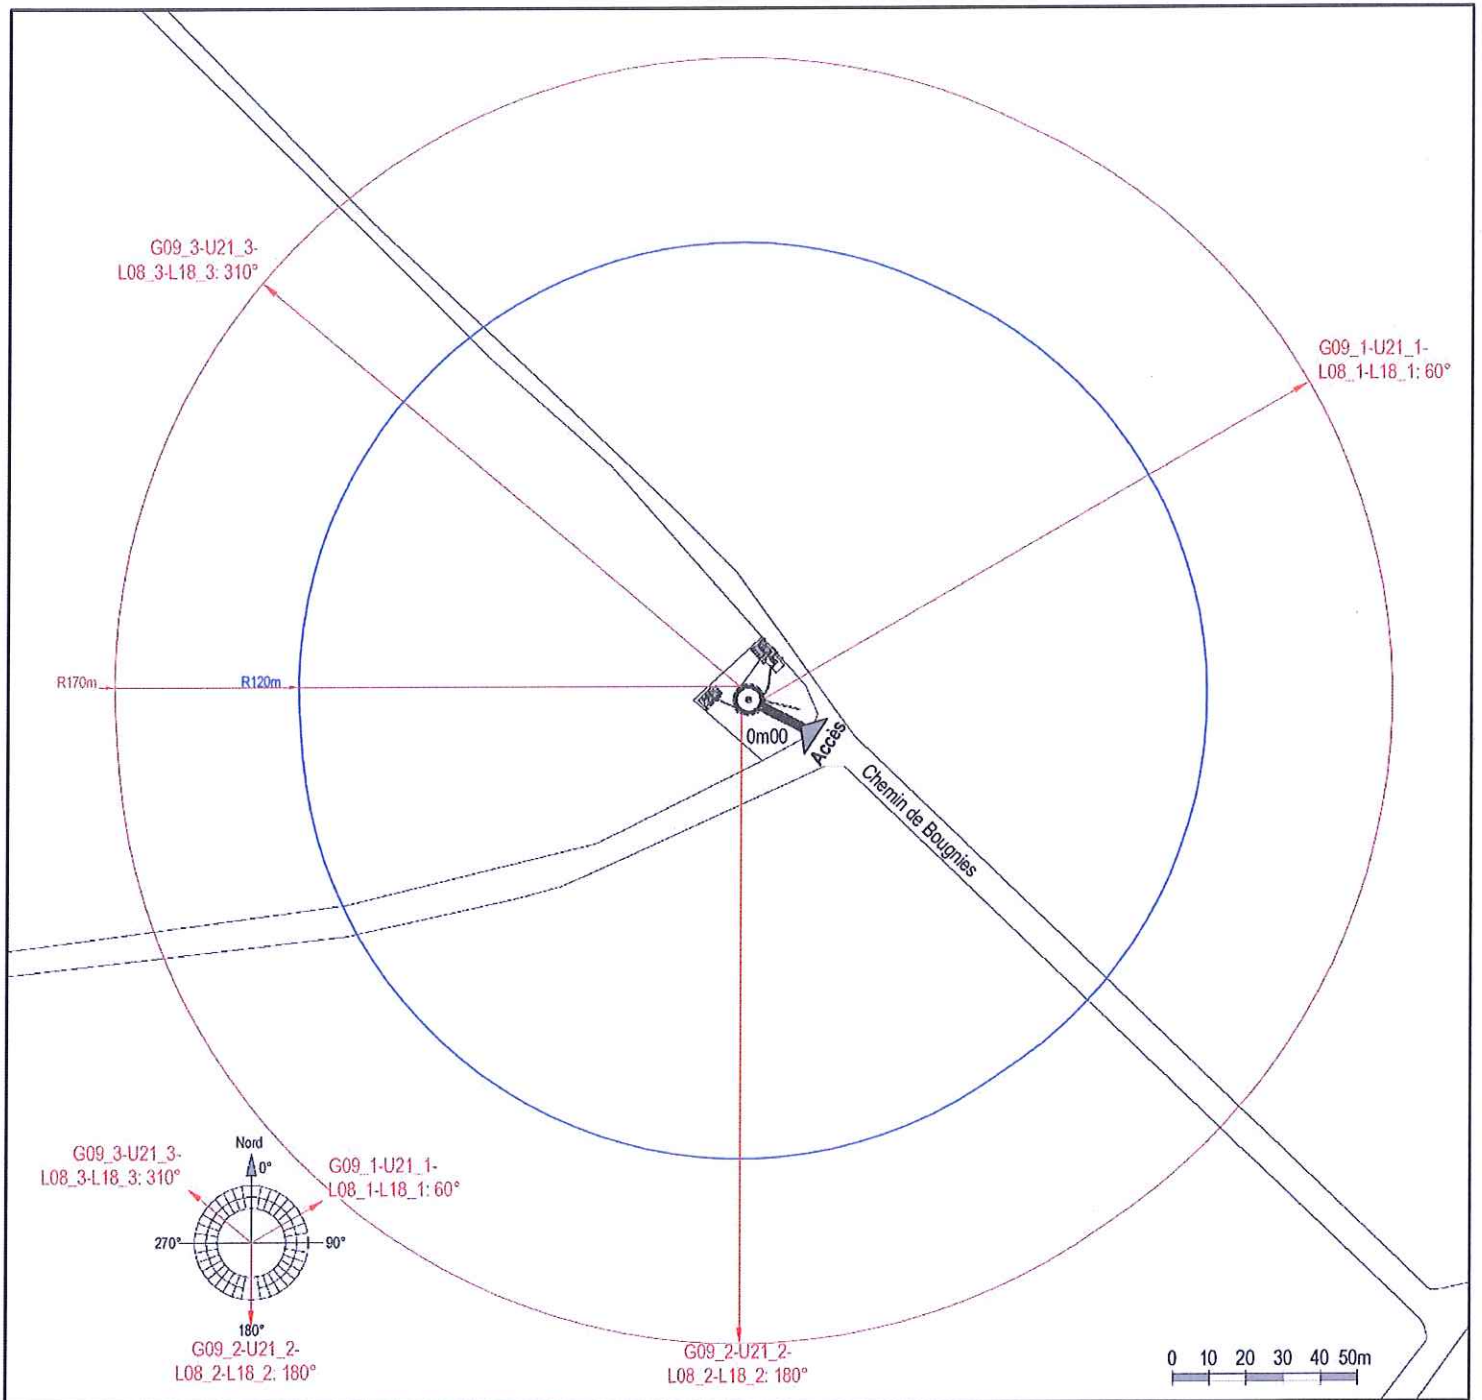 G09_3-U21_3-
L08_3-L18_3: 310°
G09_1-U21_1-
L08_1-L18_1: 60°
R170m
R120m
0m00
Accès
Chemin de Bougnies
G09_3-U21_3-
L08_3-L18_3: 310°
Nord
0°
G09_1-U21_1-
L08_1-L18_1: 60°
270°
90°
180°
G09_2-U21_2-
L08_2-L18_2: 180°
G09_2-U21_2-
L08_2-L18_2: 180°
0 10 20 30 40 50m